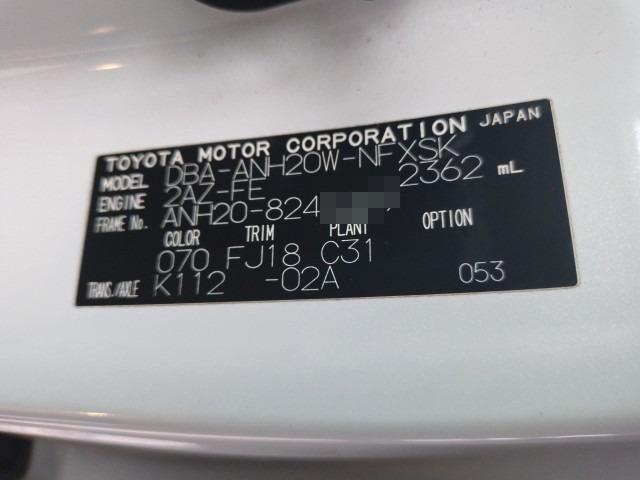 TOYOTA MOTOR CORPORATION JAPAN
MODEL DBA-ANH20W-NFXSK
ENGINE 2AZ-FE 2362 mL
FRAME No. ANH20-824
COLOR TRIM PLANT OPTION
070 FJ18 C31
TRANS./AXLE K112 -02A 053